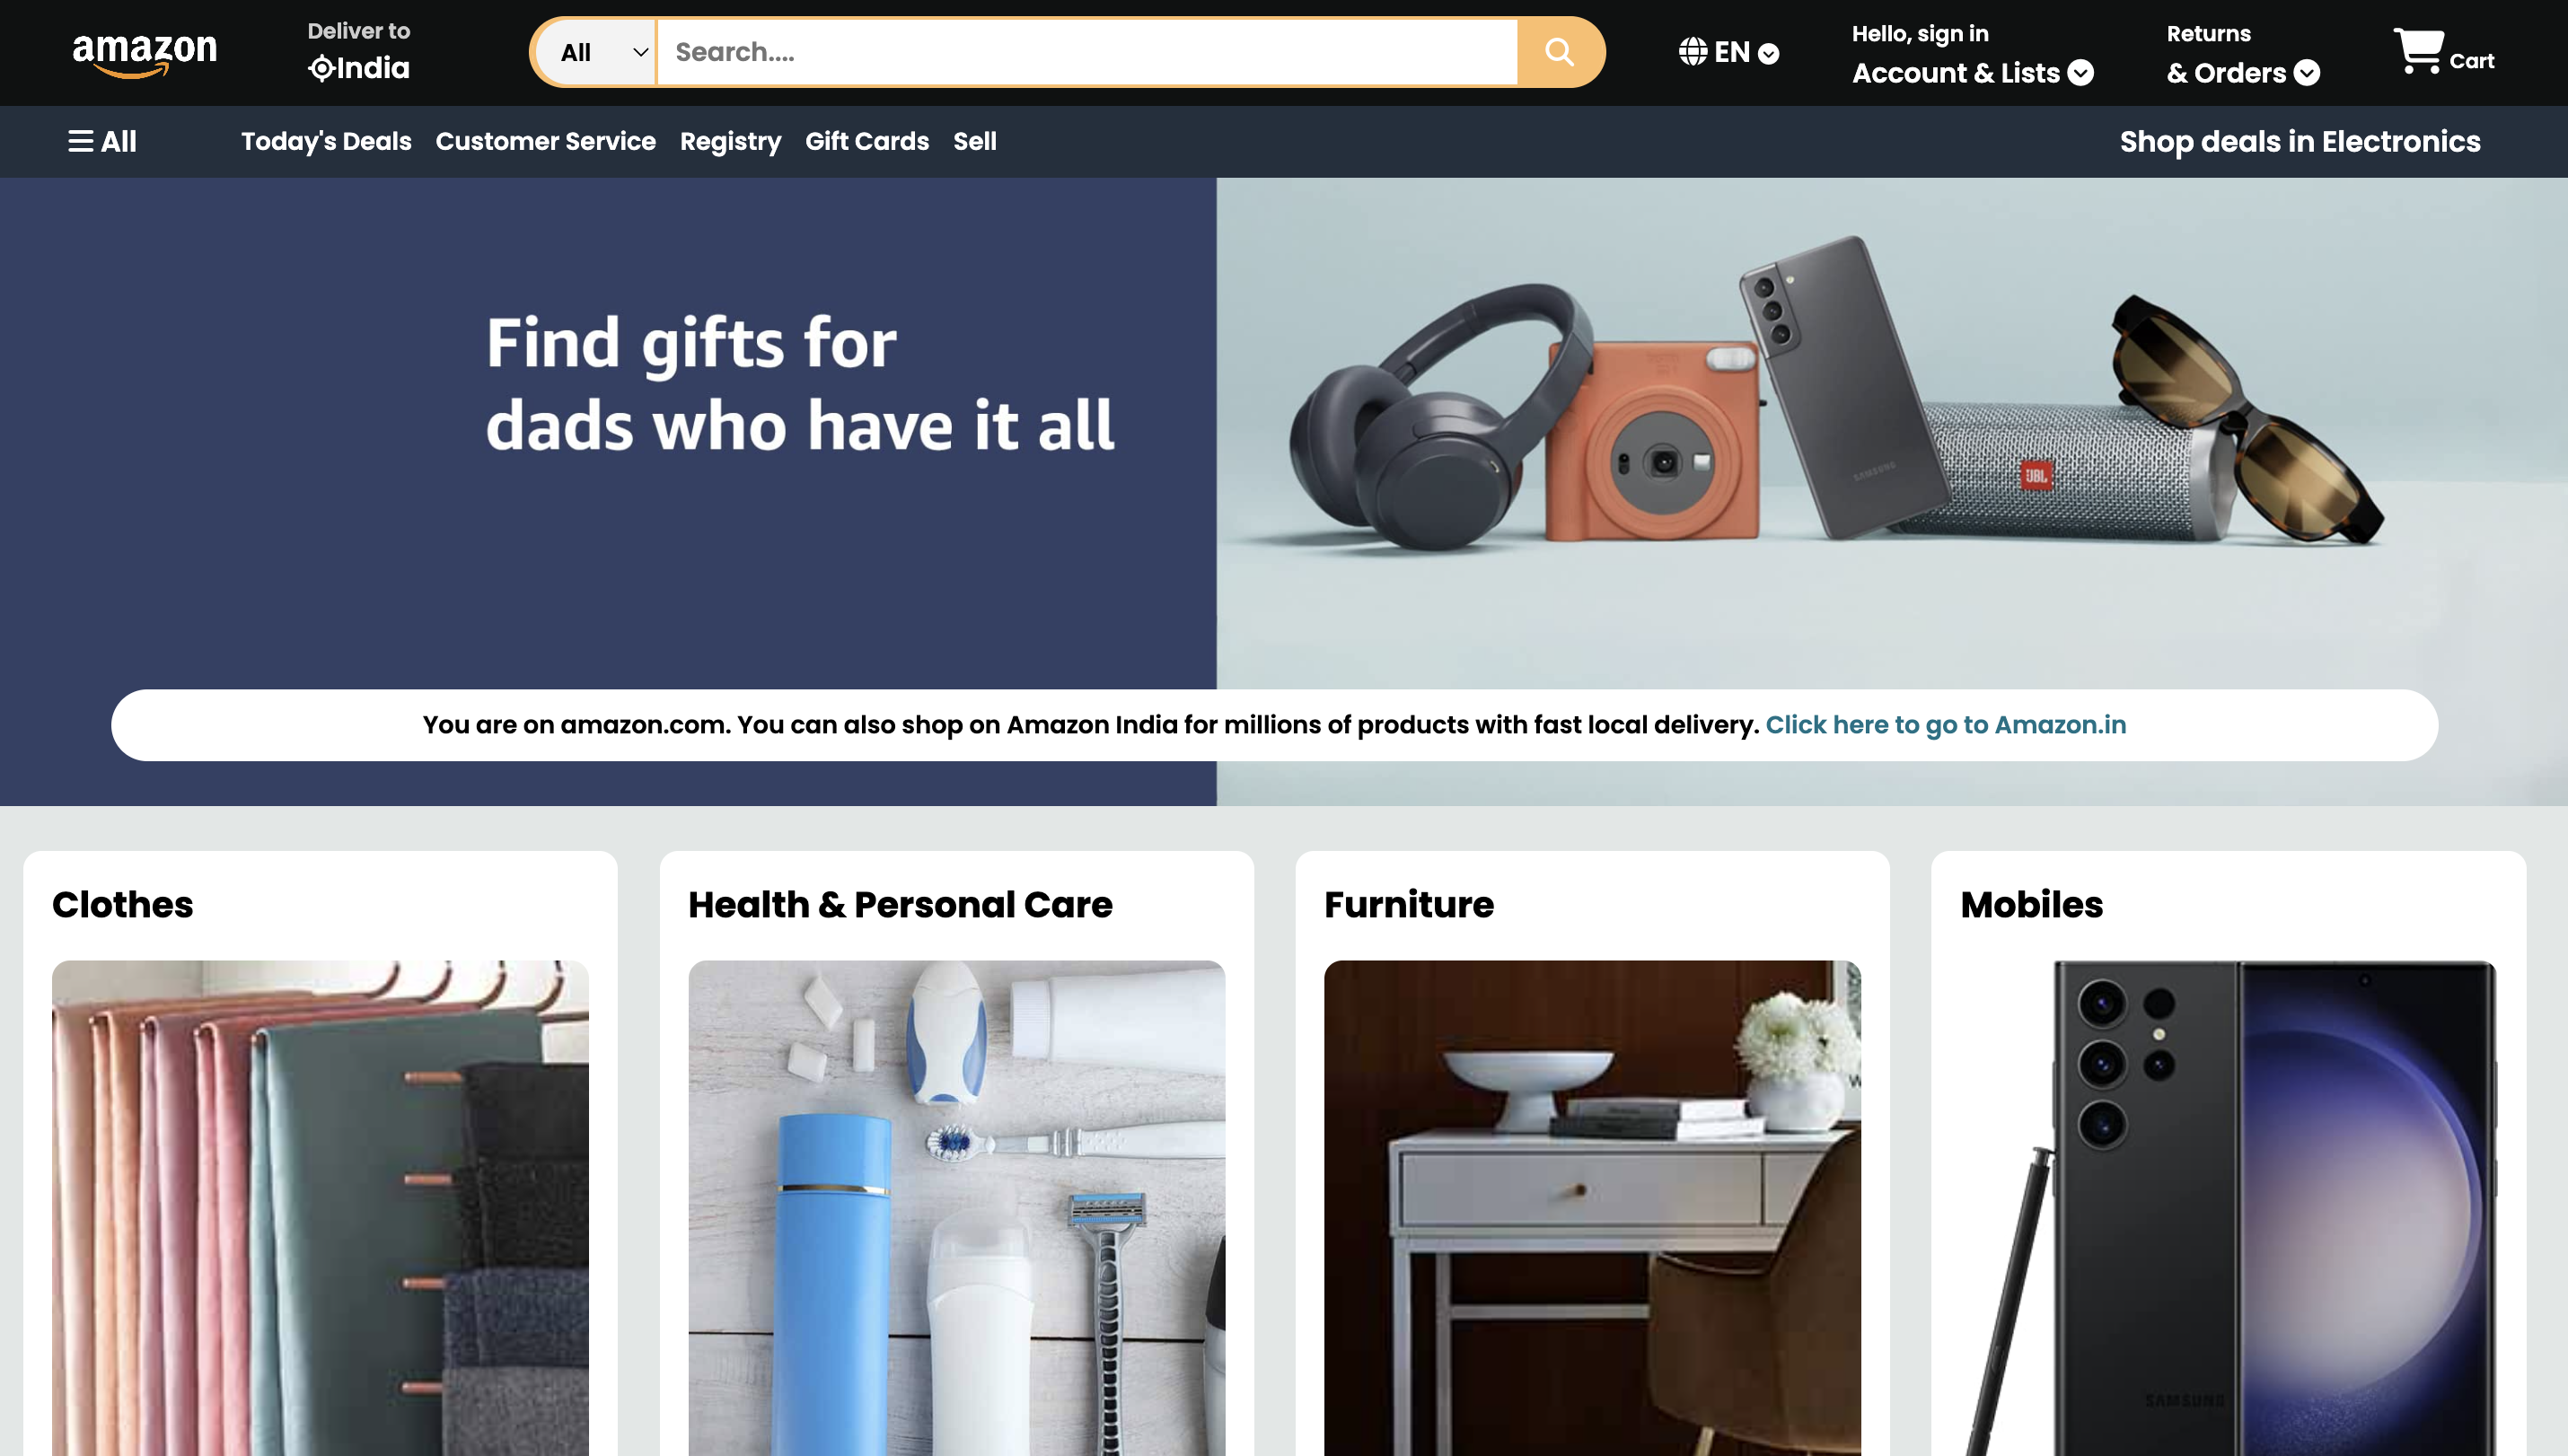 amazon
Deliver to
India
All
Search....
EN
Hello, sign in
Account & Lists
Returns
& Orders
Cart
All
Today's Deals
Customer Service
Registry
Gift Cards
Sell
Shop deals in Electronics
Find gifts for
dads who have it all
SAMSUNG
JBL
You are on amazon.com. You can also shop on Amazon India for millions of products with fast local delivery. Click here to go to Amazon.in
Clothes
Health & Personal Care
Furniture
Mobiles
SAMSUNG